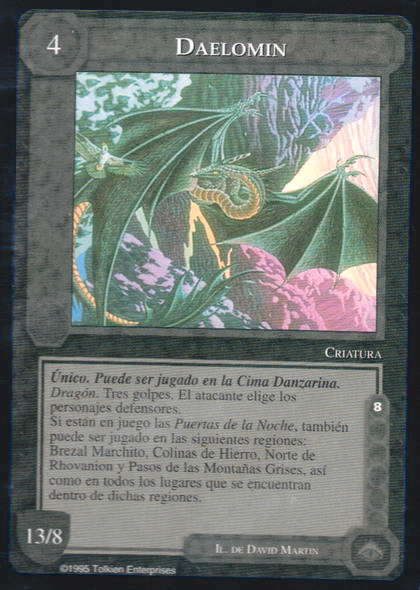 4
DAELOMIN
CRIATURA
Único. Puede ser jugado en la Cima Danzarina.
Dragón. Tres golpes. El atacante elige los
personajes defensores.
Si están en juego las Puertas de la Noche, también
puede ser jugado en las siguientes regiones:
Brezal Marchito, Colinas de Hierro, Norte de
Rhovanion y Pasos de las Montañas Grises, así
como en todos los lugares que se encuentran
dentro de dichas regiones.
8
13/8
IL. DE DAVID MARTIN
©1995 Tolkien Enterprises